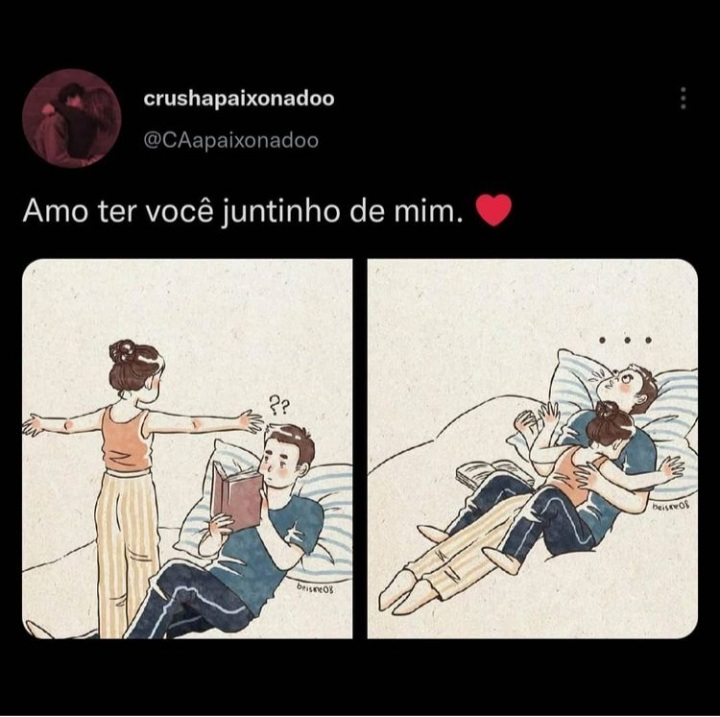 crushapaixonadoo
@CAapaixonadoo
Amo ter você juntinho de mim. ❤️
??
• • •